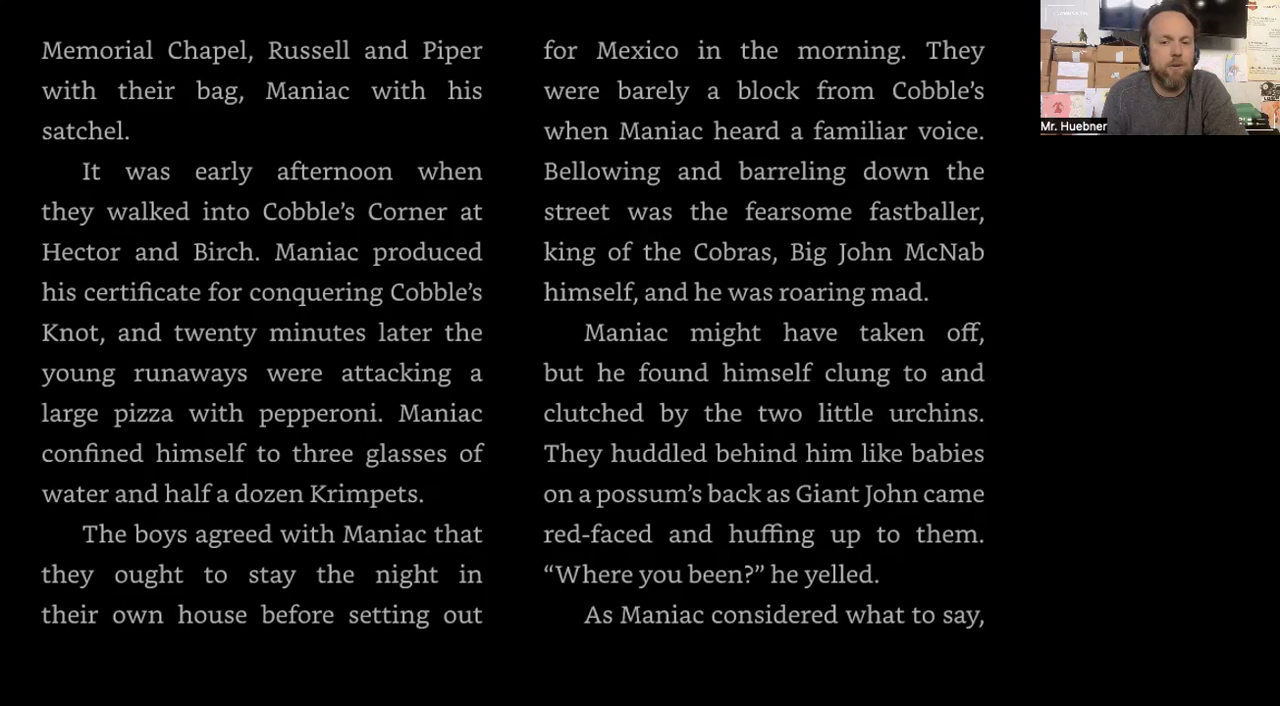 Memorial Chapel, Russell and Piper
with their bag, Maniac with his
satchel.
It was early afternoon when
they walked into Cobble's Corner at
Hector and Birch. Maniac produced
his certificate for conquering Cobble's
Knot, and twenty minutes later the
young runaways were attacking a
large pizza with pepperoni. Maniac
confined himself to three glasses of
water and half a dozen Krimpets.
The boys agreed with Maniac that
they ought to stay the night in
their own house before setting out
for Mexico in the morning. They
were barely a block from Cobble's
when Maniac heard a familiar voice.
Bellowing and barreling down the
street was the fearsome fastballer,
king of the Cobras, Big John McNab
himself, and he was roaring mad.
Maniac might have taken off,
but he found himself clung to and
clutched by the two little urchins.
They huddled behind him like babies
on a possum's back as Giant John came
red-faced and huffing up to them.
“Where you been?” he yelled.
As Maniac considered what to say,
Mr. Huebner